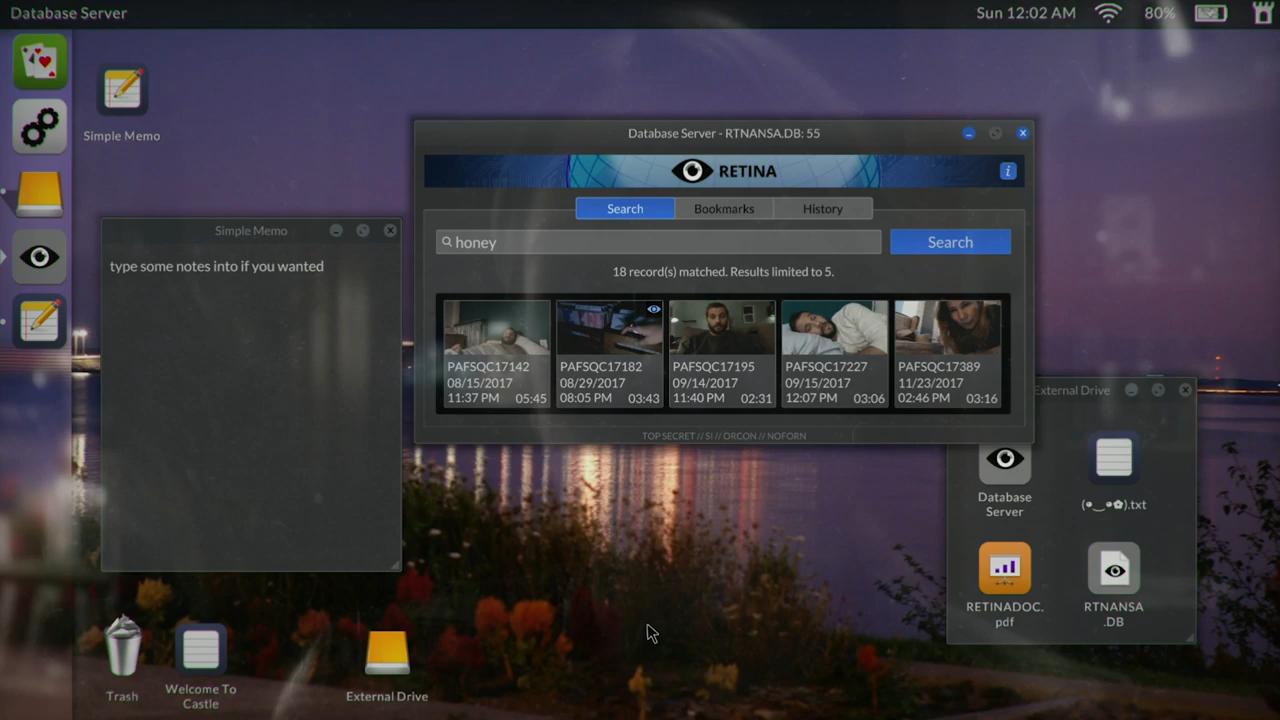 Database Server
Sun 12:02 AM
80%
Simple Memo
Database Server - RTNANSA.DB: 55
RETINA
i
Search
Bookmarks
History
honey
Search
18 record(s) matched. Results limited to 5.
PAFSQC17142
08/15/2017
11:37 PM 05:45
PAFSQC17182
08/29/2017
08:05 PM 03:43
PAFSQC17195
09/14/2017
11:40 PM 02:31
PAFSQC17227
09/15/2017
12:07 PM 03:06
PAFSQC17389
11/23/2017
02:46 PM 03:16
TOP SECRET // SI // ORCON // NOFORN
Simple Memo
type some notes into if you wanted
External Drive
Database
Server
(•‿•✿).txt
RETINADOC.
pdf
RTNANSA
.DB
Trash
Welcome To
Castle
External Drive